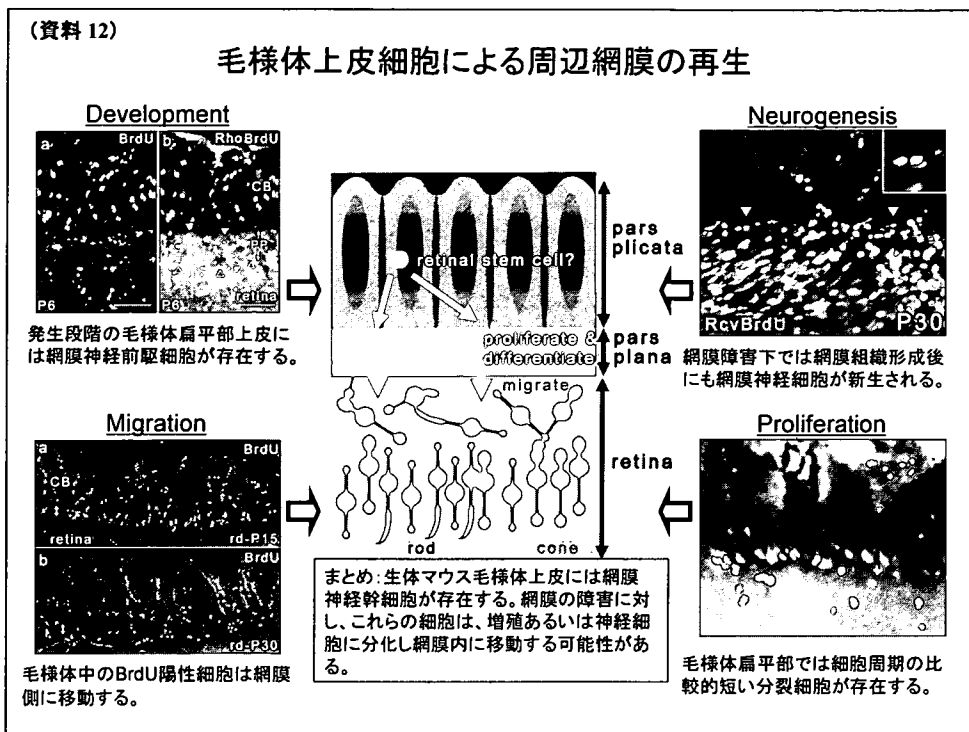 （資料 12）
毛様体上皮細胞による周辺網膜の再生
Development
a
BrdU
b
RhoBrdU
CB
PP
P6
P6
retina
発生段階の毛様体扁平部上皮に
は網膜神経前駆細胞が存在する。
Migration
a
BrdU
CB
retina
rd-P15
b
BrdU
rd-P30
毛様体中のBrdU陽性細胞は網膜
側に移動する。
retinal stem cell?
pars
plicata
proliferate &
differentiate
pars
plana
migrate
retina
rod
cone
まとめ：生体マウス毛様体上皮には網膜
神経幹細胞が存在する。網膜の障害に対
し、これらの細胞は、増殖あるいは神経細
胞に分化し網膜内に移動する可能性があ
る。
Neurogenesis
RcvBrdU
P30
網膜障害下では網膜組織形成後
にも網膜神経細胞が新生される。
Proliferation
毛様体扁平部では細胞周期の比
較的短い分裂細胞が存在する。